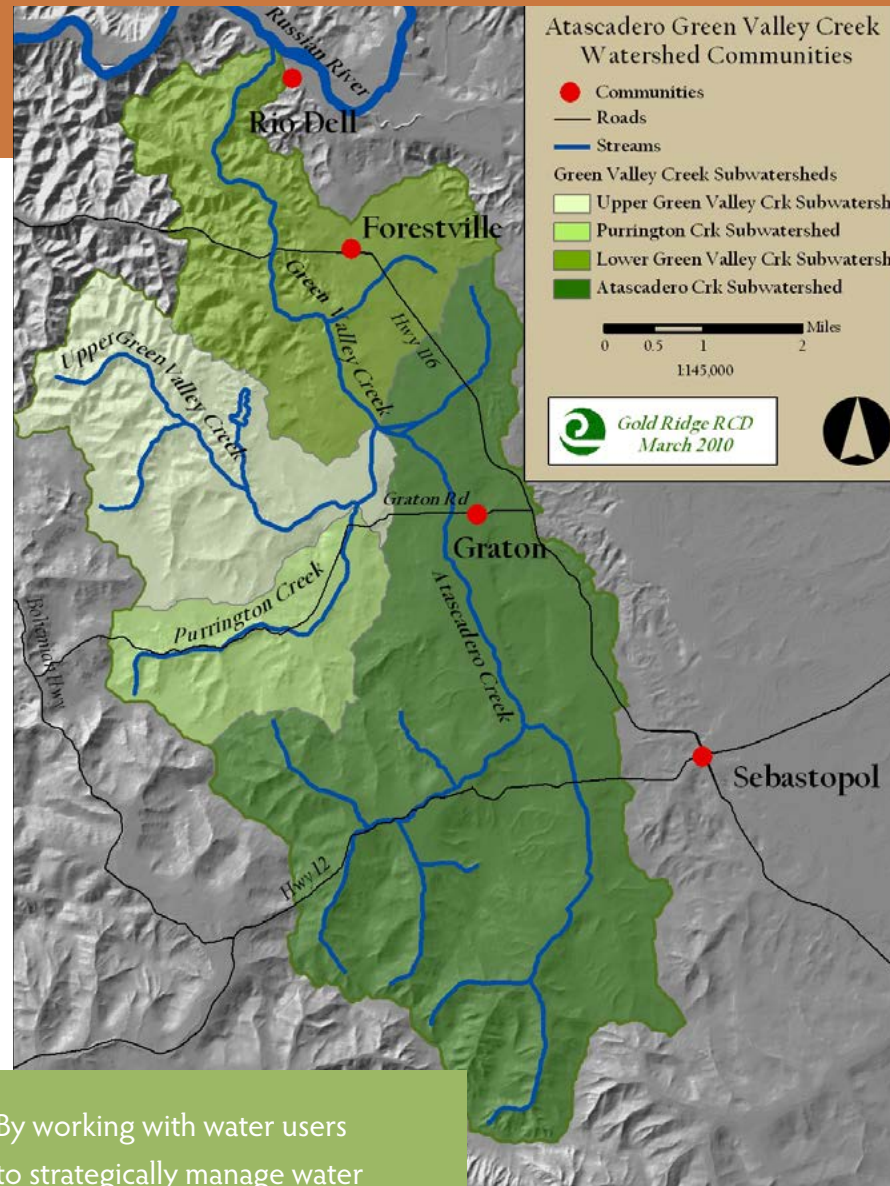 Atascadero Green Valley Creek
Watershed Communities
Communities
Roads
Streams
Green Valley Creek Subwatersheds
Upper Green Valley Crk Subwatersh
Purrington Crk Subwatershed
Lower Green Valley Crk Subwatersh
Atascadero Crk Subwatershed
Miles
0 0.5 1 2
1:145,000
Gold Ridge RCD
March 2010
Russian River
Rio Dell
Forestville
Green Valley Creek
Hwy 116
Upper Green Valley Creek
Graton Rd
Graton
Purrington Creek
Atascadero Creek
Bohemian Hwy
Sebastopol
Hwy 12
By working with water users
to strategically manage water